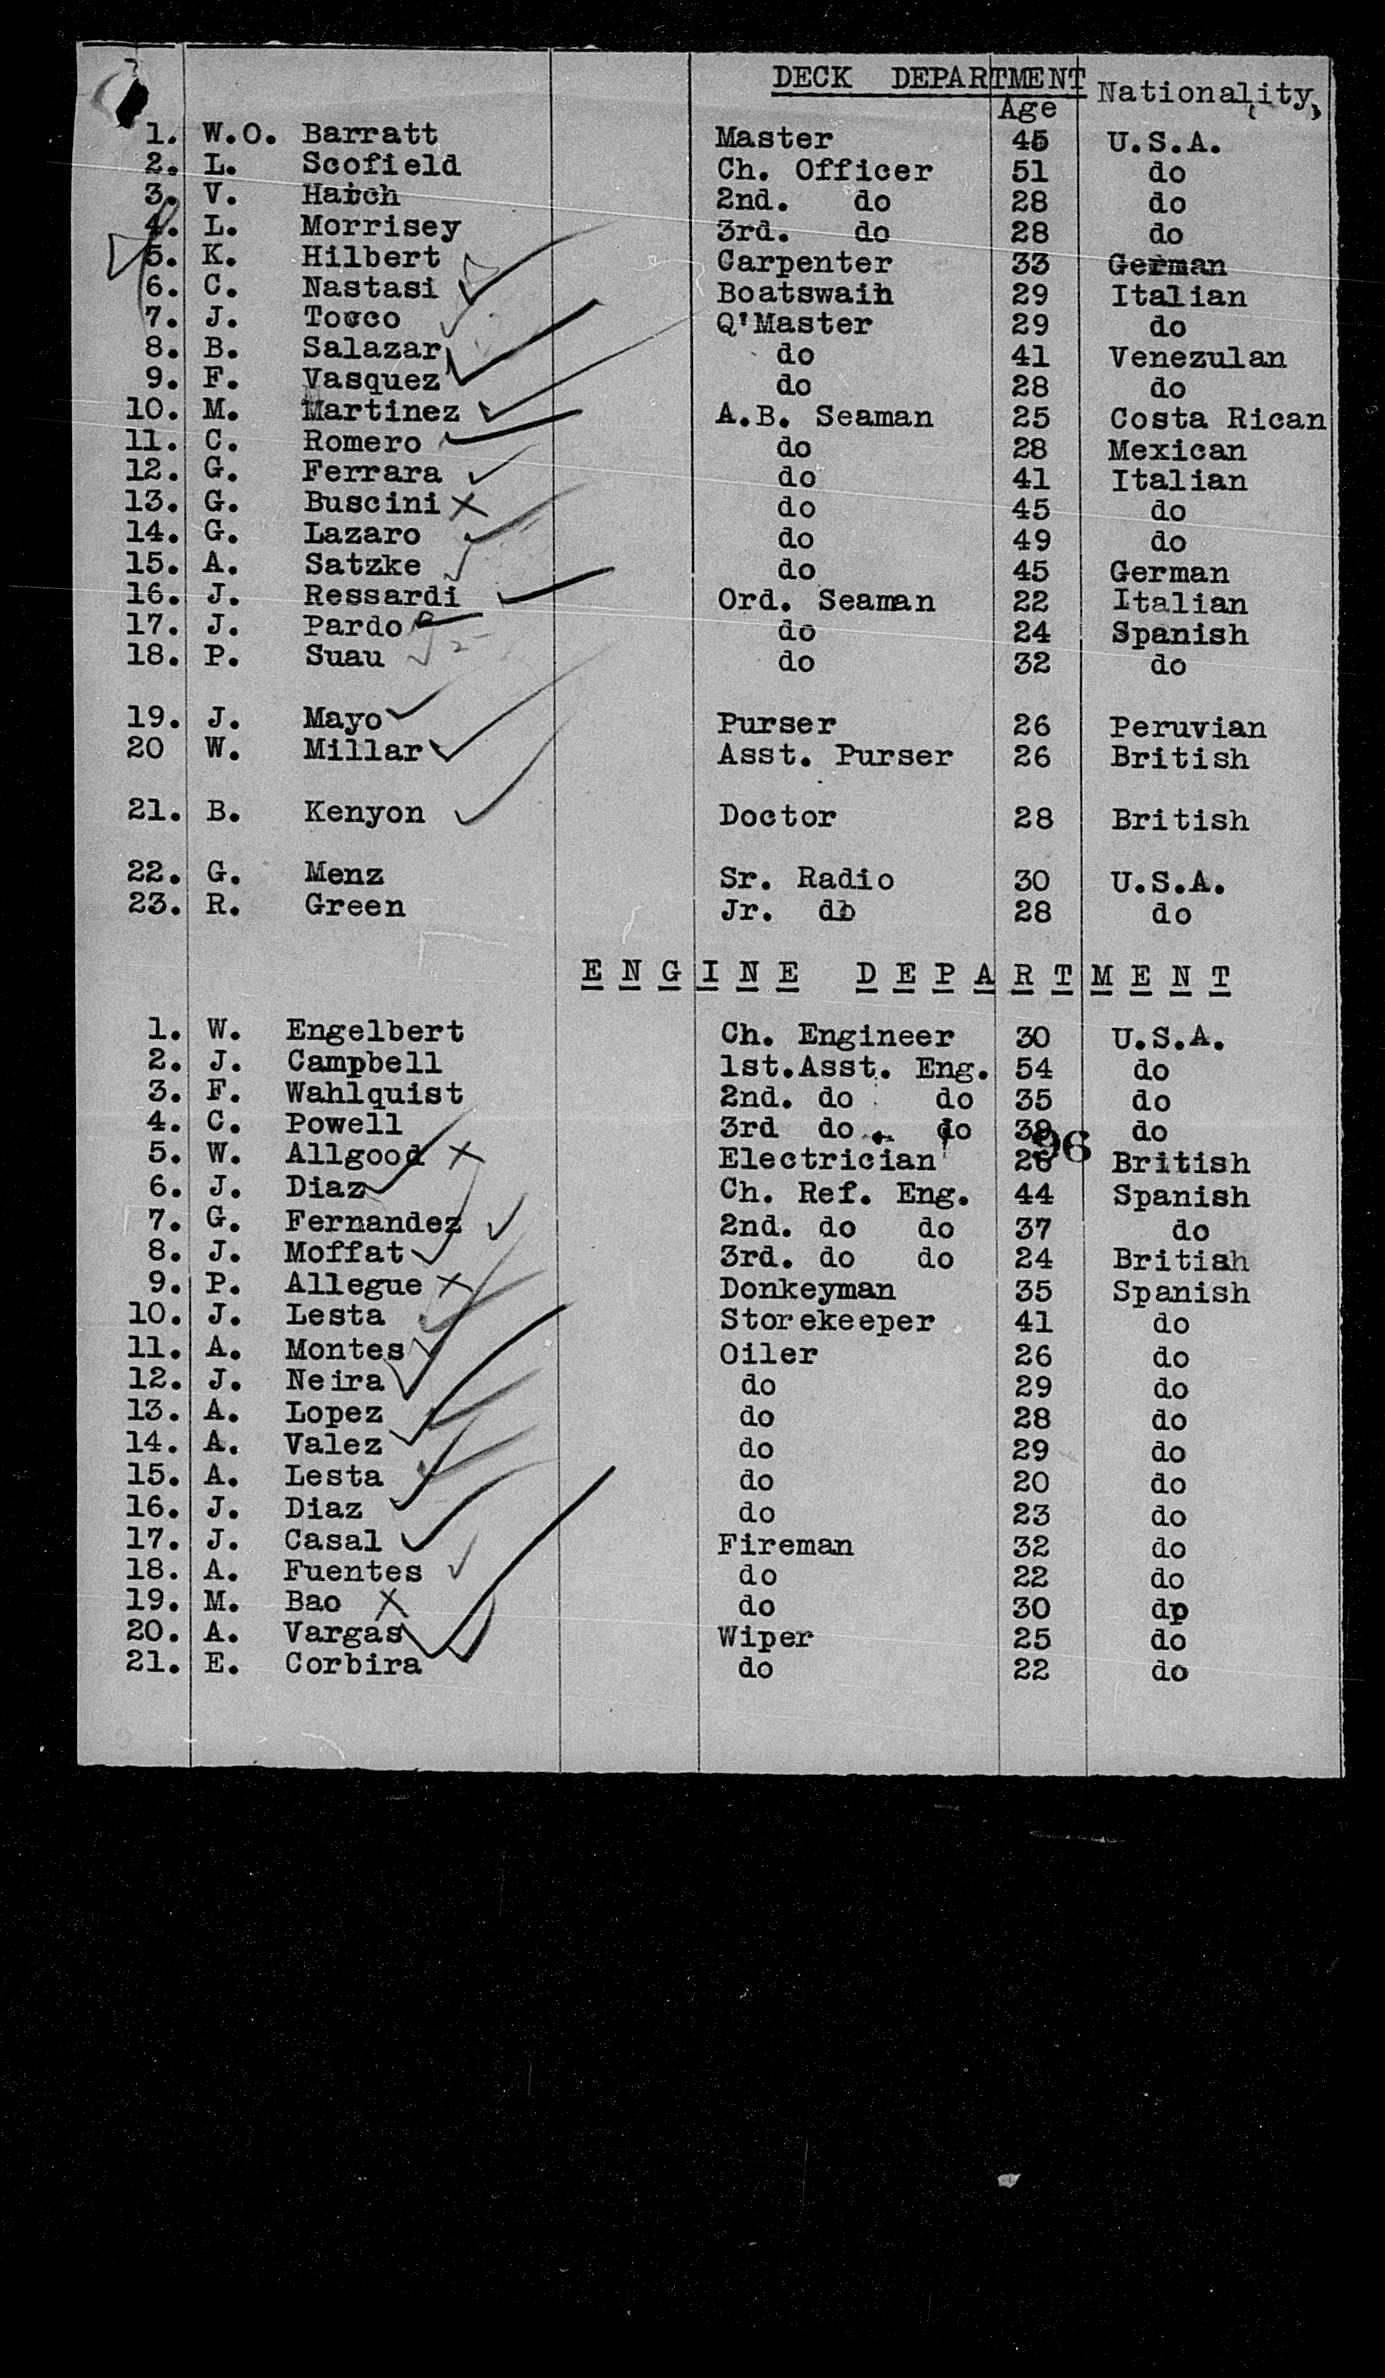 DECK DEPARTMENT
Age Nationality
1. W.O. Barratt Master 45 U.S.A.
2. L. Scofield Ch. Officer 51 do
3. V. Hatch 2nd. do 28 do
4. L. Morrisey 3rd. do 28 do
5. K. Hilbert Carpenter 33 German
6. C. Nastasi Boatswain 29 Italian
7. J. Tocco Q'Master 29 do
8. B. Salazar do 41 Venezulan
9. F. Vasquez do 28 do
10. M. Martinez A.B. Seaman 25 Costa Rican
11. C. Romero do 28 Mexican
12. G. Ferrara do 41 Italian
13. G. Buscini do 45 do
14. G. Lazaro do 49 do
15. A. Satzke do 45 German
16. J. Ressardi Ord. Seaman 22 Italian
17. J. Pardo do 24 Spanish
18. P. Suau do 32 do
19. J. Mayo Purser 26 Peruvian
20 W. Millar Asst. Purser 26 British
21. B. Kenyon Doctor 28 British
22. G. Menz Sr. Radio 30 U.S.A.
23. R. Green Jr. do 28 do
ENGINE DEPARTMENT
1. W. Engelbert Ch. Engineer 30 U.S.A.
2. J. Campbell 1st.Asst. Eng. 54 do
3. F. Wahlquist 2nd. do do 35 do
4. C. Powell 3rd do do 38 do
96
5. W. Allgood Electrician 26 British
6. J. Diaz Ch. Ref. Eng. 44 Spanish
7. G. Fernandez 2nd. do do 37 do
8. J. Moffat 3rd. do do 24 British
9. P. Allegue Donkeyman 35 Spanish
10. J. Lesta Storekeeper 41 do
11. A. Montes Oiler 26 do
12. J. Neira do 29 do
13. A. Lopez do 28 do
14. A. Valez do 29 do
15. A. Lesta do 20 do
16. J. Diaz do 23 do
17. J. Casal Fireman 32 do
18. A. Fuentes do 22 do
19. M. Bao do 30 dp
20. A. Vargas Wiper 25 do
21. E. Corbira do 22 do